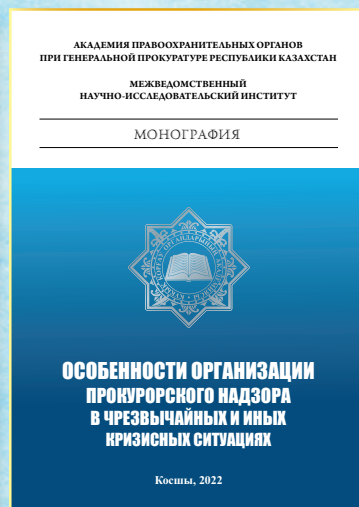 АКАДЕМИЯ ПРАВООХРАНИТЕЛЬНЫХ ОРГАНОВ
ПРИ ГЕНЕРАЛЬНОЙ ПРОКУРАТУРЕ РЕСПУБЛИКИ КАЗАХСТАН
МЕЖВЕДОМСТВЕННЫЙ
НАУЧНО-ИССЛЕДОВАТЕЛЬСКИЙ ИНСТИТУТ
МОНОГРАФИЯ
ОСОБЕННОСТИ ОРГАНИЗАЦИИ
ПРОКУРОРСКОГО НАДЗОРА
В ЧРЕЗВЫЧАЙНЫХ И ИНЫХ
КРИЗИСНЫХ СИТУАЦИЯХ
Косшы, 2022